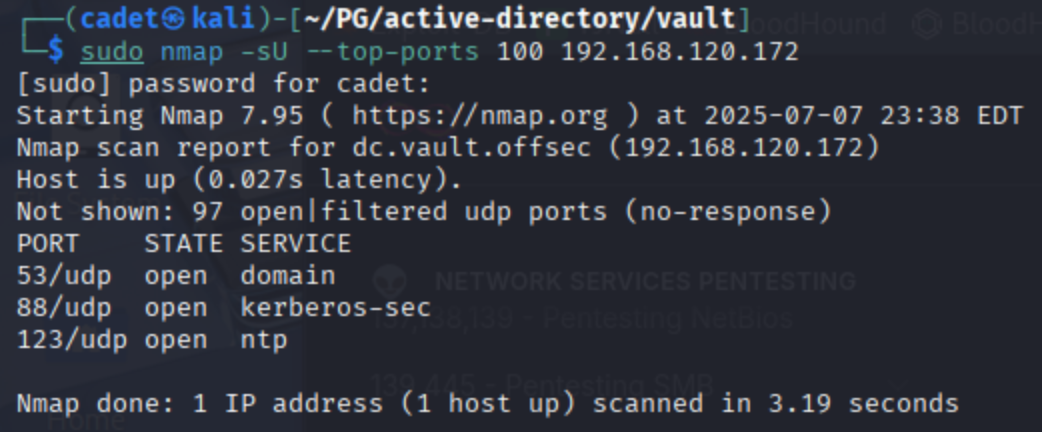 ┌──(cadet㉿kali)-[~/PG/active-directory/vault]
└─$ sudo nmap -sU --top-ports 100 192.168.120.172
[sudo] password for cadet:
Starting Nmap 7.95 ( https://nmap.org ) at 2025-07-07 23:38 EDT
Nmap scan report for dc.vault.offsec (192.168.120.172)
Host is up (0.027s latency).
Not shown: 97 open|filtered udp ports (no-response)
PORT    STATE SERVICE
53/udp  open  domain
NETWORK SERVICES PENTESTING
88/udp  open  kerberos-sec
137,138,139 - Pentesting NetBios
123/udp open  ntp
139,445 - Pentesting SMB
Nmap done: 1 IP address (1 host up) scanned in 3.19 seconds
Home